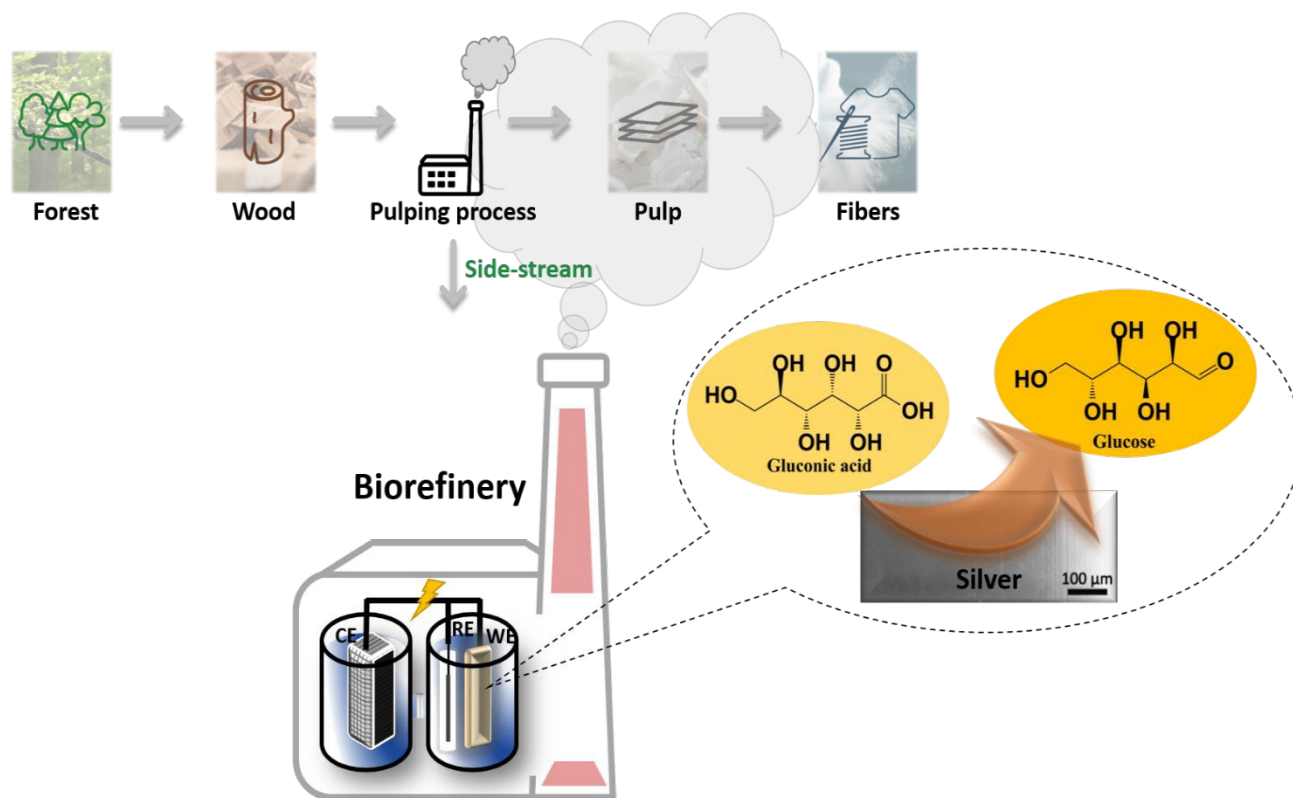 Forest
Wood
Pulping process
Pulp
Fibers
Side-stream
OH OH O
HO OH
OH OH
Gluconic acid
OH OH
HO O
OH OH
Glucose
Biorefinery
Silver
100 µm
CE
RE
WE